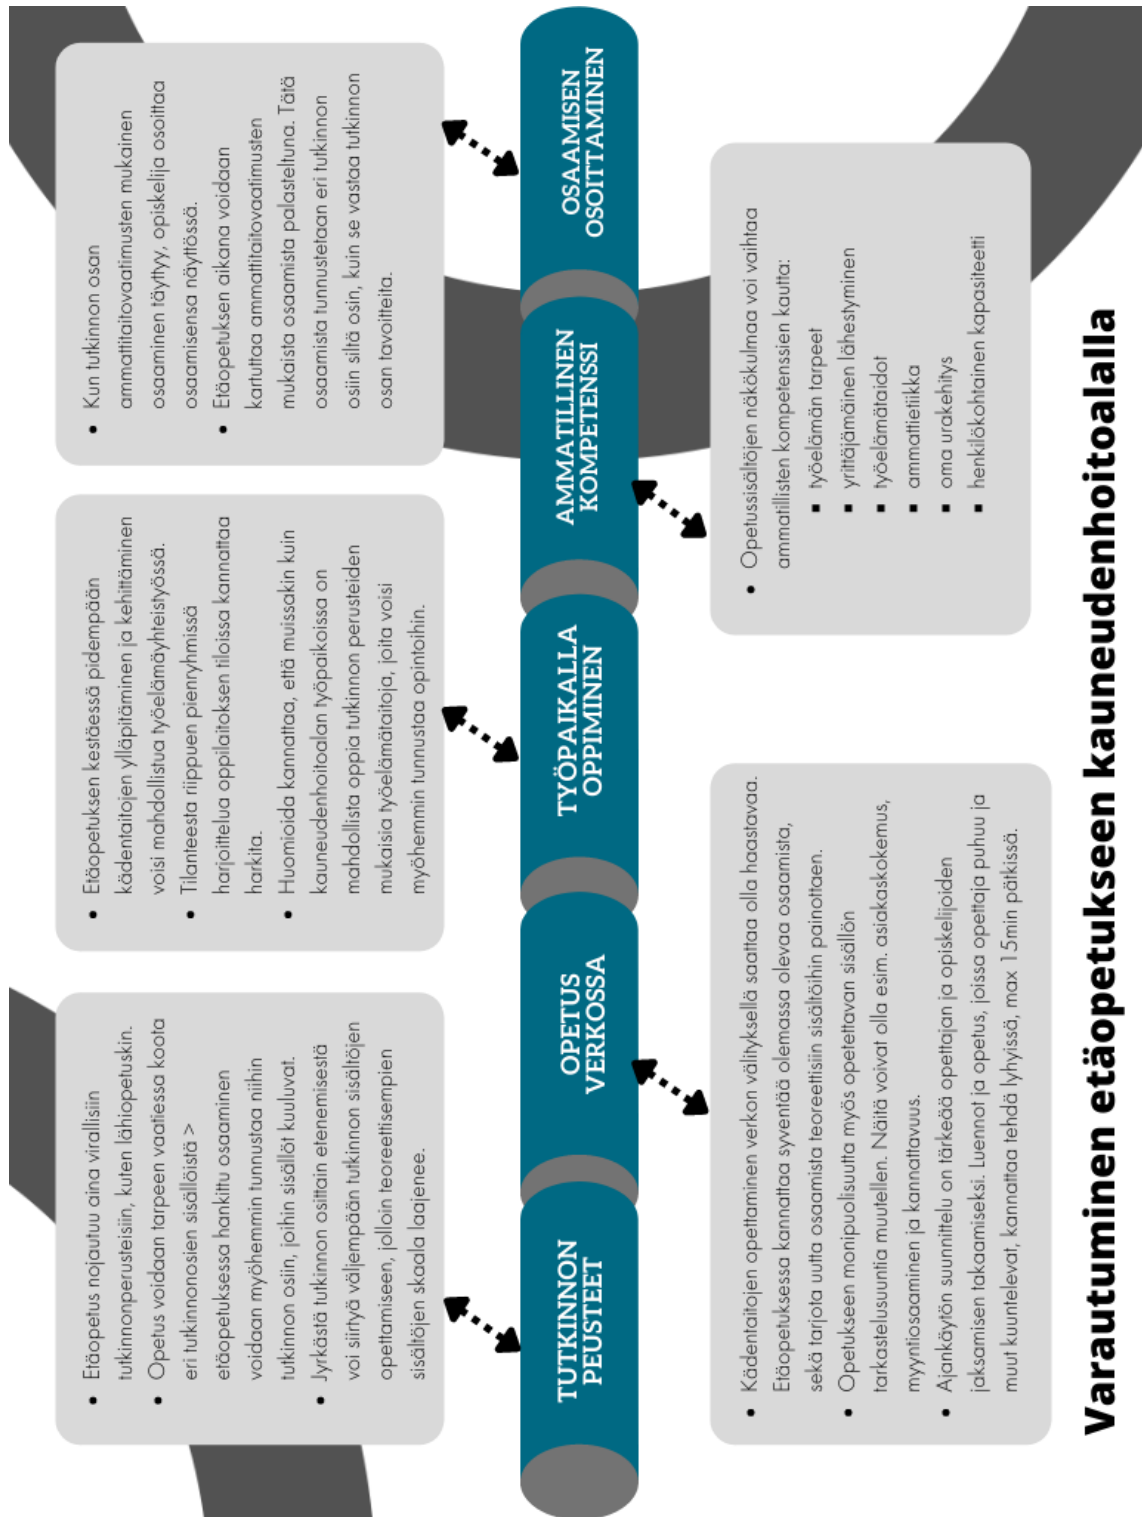 Etäopetus nojautuu aina virallisiin
tutkinnonperusteisiin, kuten lähiopetuskin.
Opetus voidaan tarpeen vaatiessa koota
eri tutkinnonosien sisällöistä >
etäopetuksessa hankittu osaaminen
voidaan myöhemmin tunnustaa niihin
tutkinnon osiin, joihin sisällöt kuuluvat.
Jyrkästä tutkinnon osittain etenemisestä
voi siirtyä väljempään tutkinnon sisältöjen
opettamiseen, jolloin teoreettisempien
sisältöjen skaala laajenee.
Etäopetuksen kestäessä pidempään
kädentaitojen ylläpitäminen ja kehittäminen
voisi mahdollistua työelämäyhteistyössä.
Tilanteesta riippuen pienryhmissä
harjoittelua oppilaitoksen tiloissa kannattaa
harkita.
Huomioida kannattaa, että muissakin kuin
kauneudenhoitoalan työpaikoissa on
mahdollista oppia tutkinnon perusteiden
mukaisia työelämätaitoja, joita voisi
myöhemmin tunnustaa opintoihin.
Kun tutkinnon osan
ammattitaitovaatimusten mukainen
osaaminen täyttyy, opiskelija osoittaa
osaamisensa näytössä.
Etäopetuksen aikana voidaan
kartuttaa ammattitaitovaatimusten
mukaista osaamista palasteltuna. Tätä
osaamista tunnustetaan eri tutkinnon
osiin siltä osin, kuin se vastaa tutkinnon
osan tavoitteita.
TUTKINNON
PEUSTEET
OPETUS
VERKOSSA
TYÖPAIKALLA
OPPIMINEN
AMMATILLINEN
KOMPETENSSI
OSAAMISEN
OSOITTAMINEN
Kädentaitojen opettaminen verkon välityksellä saattaa olla haastavaa.
Etäopetuksessa kannattaa syventää olemassa olevaa osaamista,
sekä tarjota uutta osaamista teoreettisiin sisältöihin painottaen.
Opetukseen monipuolisuutta myös opetettavan sisällön
tarkastelusuuntia muutellen. Näitä voivat olla esim. asiakaskokemus,
myyntiosaaminen ja kannattavuus.
Ajankäytön suunnittelu on tärkeää opettajan ja opiskelijoiden
jaksamisen takaamiseksi. Luennot ja opetus, joissa opettaja puhuu ja
muut kuuntelevat, kannattaa tehdä lyhyissä, max 15min pätkissä.
Opetussisältöjen näkökulmaa voi vaihtaa
ammatillisten kompetenssien kautta:
työelämän tarpeet
yrittäjämäinen lähestyminen
työelämätaidot
ammattietiikka
oma urakehitys
henkilökohtainen kapasiteetti
Varautuminen etäopetukseen kauneudenhoitoalalla